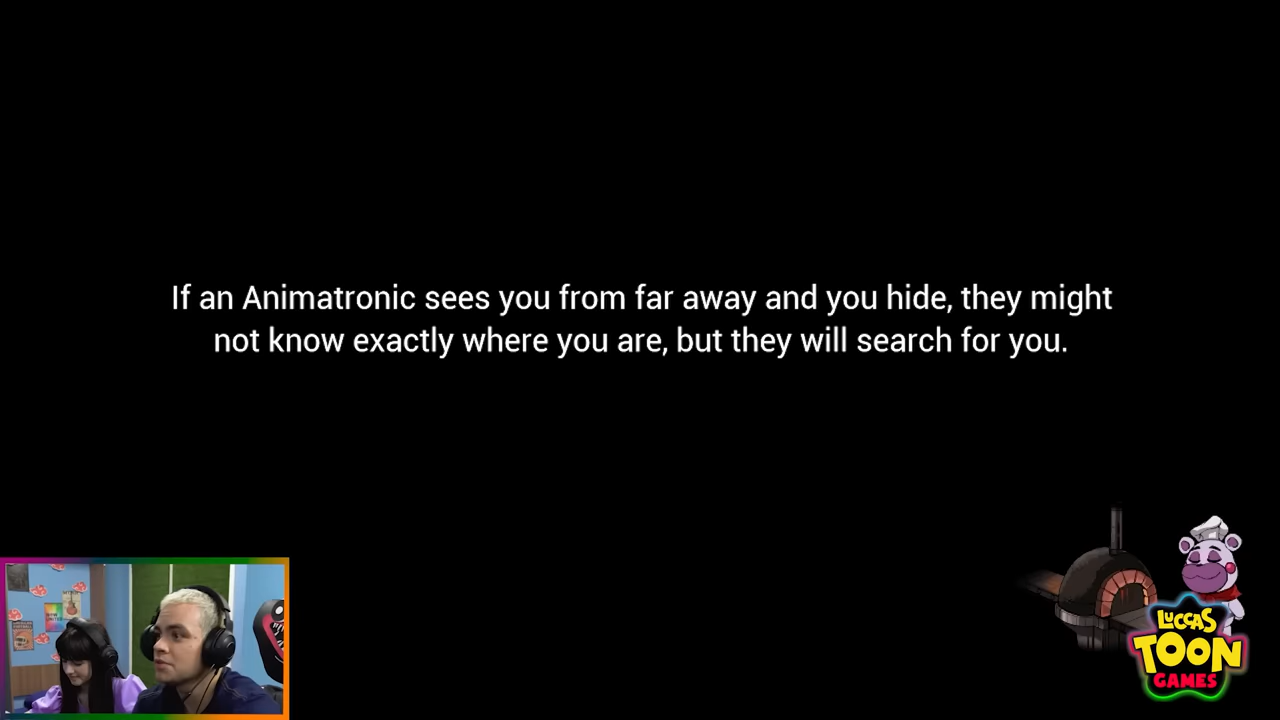 If an Animatronic sees you from far away and you hide, they might
not know exactly where you are, but they will search for you.
LUCCAS
TOON
GAMES